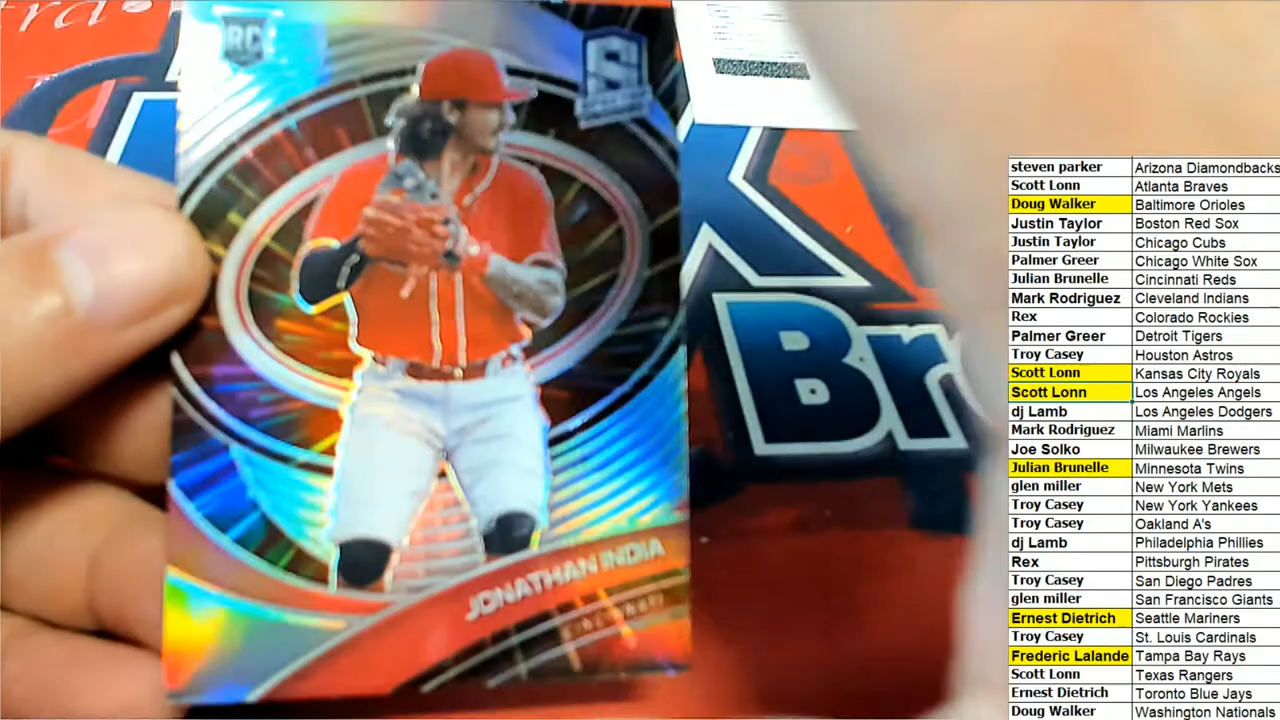 RC
S
JONATHAN INDIA
CINCINNATI
Br
steven parker Arizona Diamondbacks
Scott Lonn Atlanta Braves
Doug Walker Baltimore Orioles
Justin Taylor Boston Red Sox
Justin Taylor Chicago Cubs
Palmer Greer Chicago White Sox
Julian Brunelle Cincinnati Reds
Mark Rodriguez Cleveland Indians
Rex Colorado Rockies
Palmer Greer Detroit Tigers
Troy Casey Houston Astros
Scott Lonn Kansas City Royals
Scott Lonn Los Angeles Angels
dj Lamb Los Angeles Dodgers
Mark Rodriguez Miami Marlins
Joe Solko Milwaukee Brewers
Julian Brunelle Minnesota Twins
glen miller New York Mets
Troy Casey New York Yankees
Troy Casey Oakland A's
dj Lamb Philadelphia Phillies
Rex Pittsburgh Pirates
Troy Casey San Diego Padres
glen miller San Francisco Giants
Ernest Dietrich Seattle Mariners
Troy Casey St. Louis Cardinals
Frederic Lalande Tampa Bay Rays
Scott Lonn Texas Rangers
Ernest Dietrich Toronto Blue Jays
Doug Walker Washington Nationals